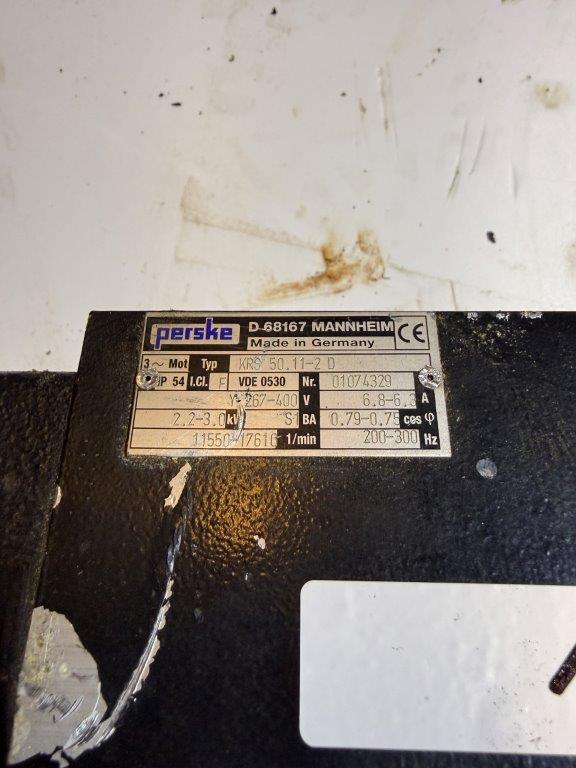 perske D-68167 MANNHEIM CE
Made in Germany
3~ Mot Typ KRS 50.11-2 D
IP 54 I.Cl. F VDE 0530 Nr. 01074329
Y 267-400 V 6.8-6.3 A
2.2-3.0 kW S1 BA 0.79-0.75 cos φ
11550-17616 1/min 200-300 Hz